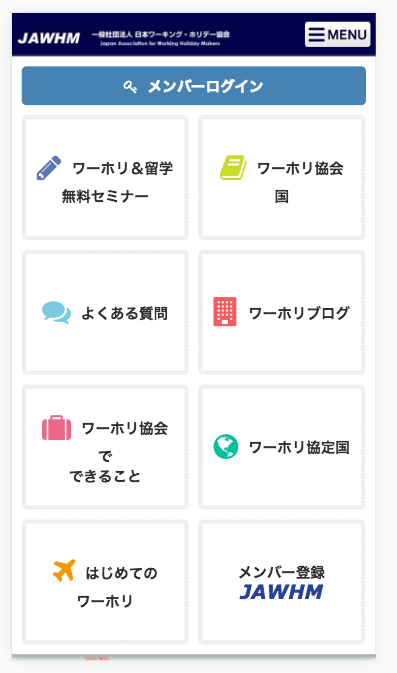 JAWHM
一般社団法人 日本ワーキング・ホリデー協会
Japan Association for Working Holiday Makers
MENU
メンバーログイン
ワーホリ＆留学
無料セミナー
ワーホリ協会
国
よくある質問
ワーホリブログ
ワーホリ協会
で
できること
ワーホリ協定国
はじめての
ワーホリ
メンバー登録
JAWHM